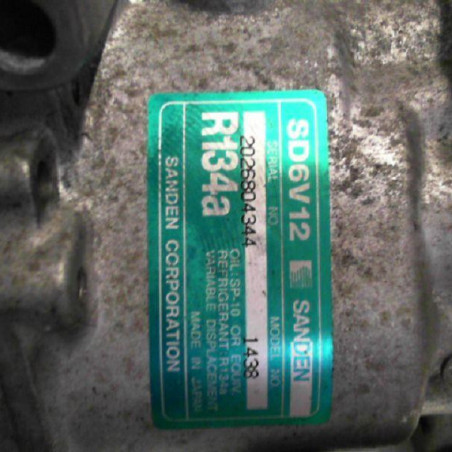 SD6V12 SANDEN
SERIAL NO. MODEL NO.
2026804344 1438
R134a
OIL:SP-10 OR EQUIV.
REFRIGERANT R134a
VARIABLE DISPLACEMENT
MADE IN JAPAN
SANDEN CORPORATION